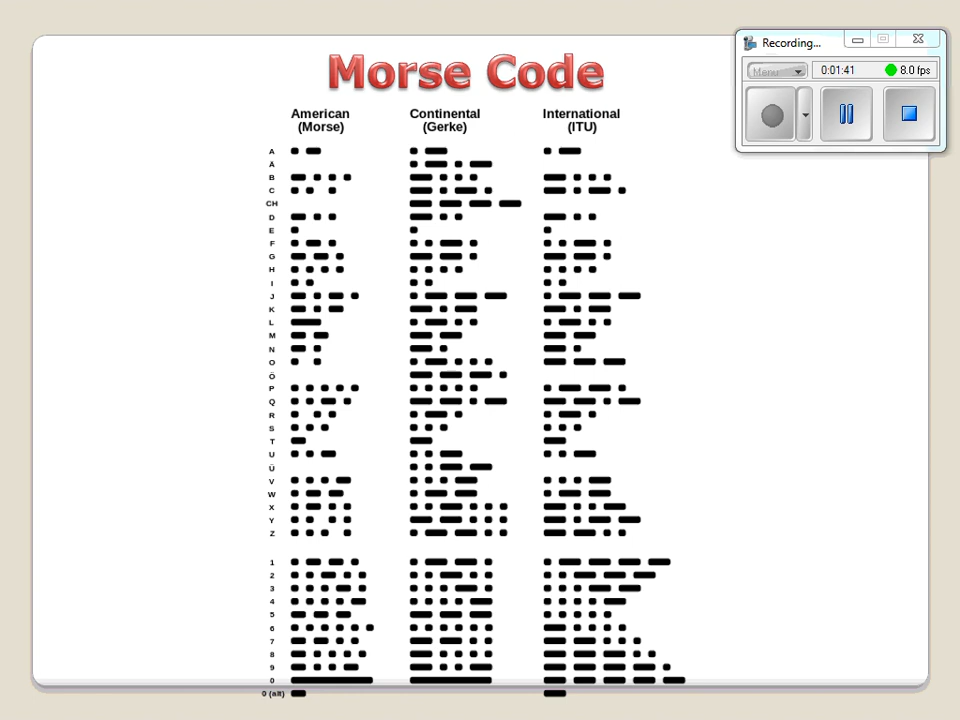 Morse Code
Recording...
Menu
0:01:41
8.0 fps
American
(Morse)
Continental
(Gerke)
International
(ITU)
A
Ä
B
C
CH
D
E
F
G
H
I
J
K
L
M
N
O
Ö
P
Q
R
S
T
U
Ü
V
W
X
Y
Z
1
2
3
4
5
6
7
8
9
0
0 (alt)